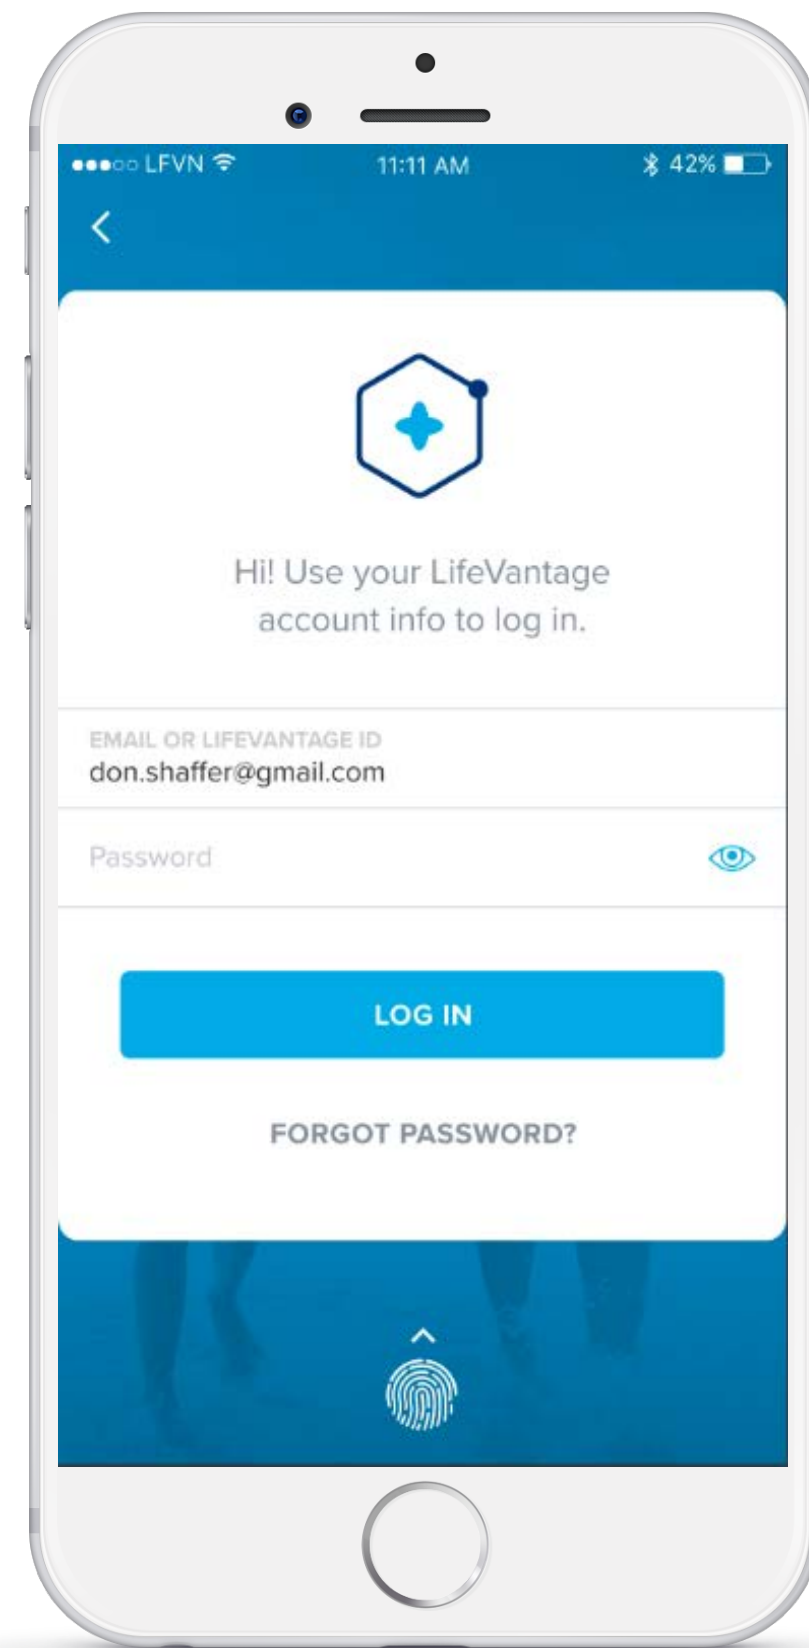 LFVN 11:11 AM 42%
Hi! Use your LifeVantage
account info to log in.
EMAIL OR LIFEVANTAGE ID
don.shaffer@gmail.com
Password
LOG IN
FORGOT PASSWORD?